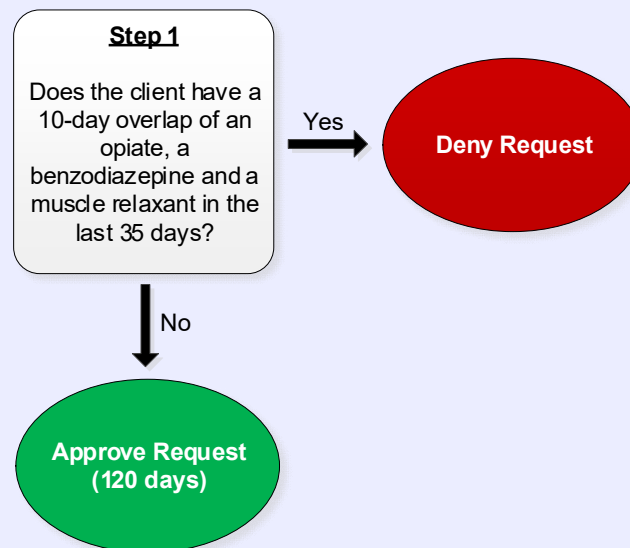 Step 1
Does the client have a
10-day overlap of an
opiate, a
benzodiazepine and a
muscle relaxant in the
last 35 days?
Yes
Deny Request
No
Approve Request
(120 days)